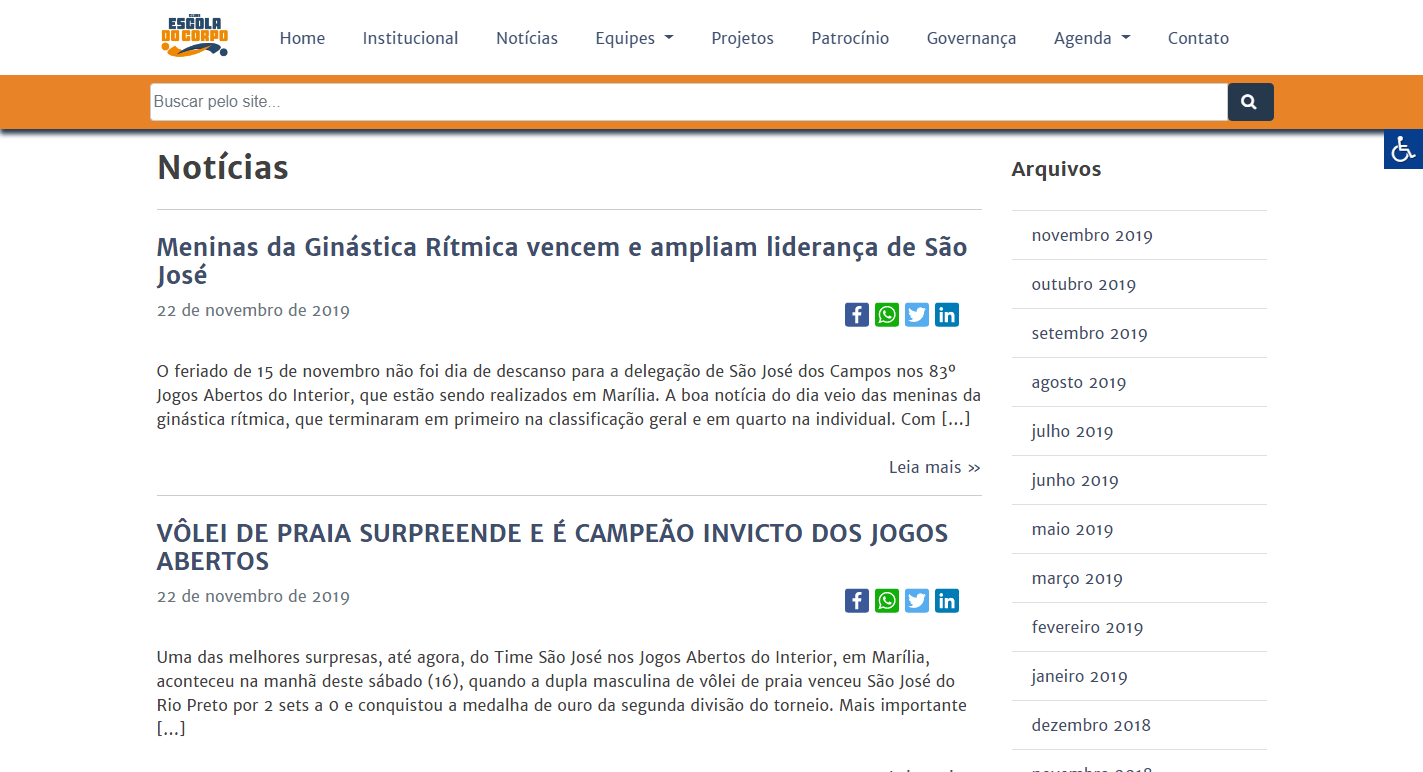 CLUBE
ESCOLA
DO CORPO
Home Institucional Notícias Equipes Projetos Patrocínio Governança Agenda Contato
Buscar pelo site...
Notícias
Meninas da Ginástica Rítmica vencem e ampliam liderança de São
José
22 de novembro de 2019
O feriado de 15 de novembro não foi dia de descanso para a delegação de São José dos Campos nos 83º
Jogos Abertos do Interior, que estão sendo realizados em Marília. A boa notícia do dia veio das meninas da
ginástica rítmica, que terminaram em primeiro na classificação geral e em quarto na individual. Com [...]
Leia mais »
VÔLEI DE PRAIA SURPREENDE E É CAMPEÃO INVICTO DOS JOGOS
ABERTOS
22 de novembro de 2019
Uma das melhores surpresas, até agora, do Time São José nos Jogos Abertos do Interior, em Marília,
aconteceu na manhã deste sábado (16), quando a dupla masculina de vôlei de praia venceu São José do
Rio Preto por 2 sets a 0 e conquistou a medalha de ouro da segunda divisão do torneio. Mais importante
[...]
Arquivos
novembro 2019
outubro 2019
setembro 2019
agosto 2019
julho 2019
junho 2019
maio 2019
março 2019
fevereiro 2019
janeiro 2019
dezembro 2018
novembro 2018